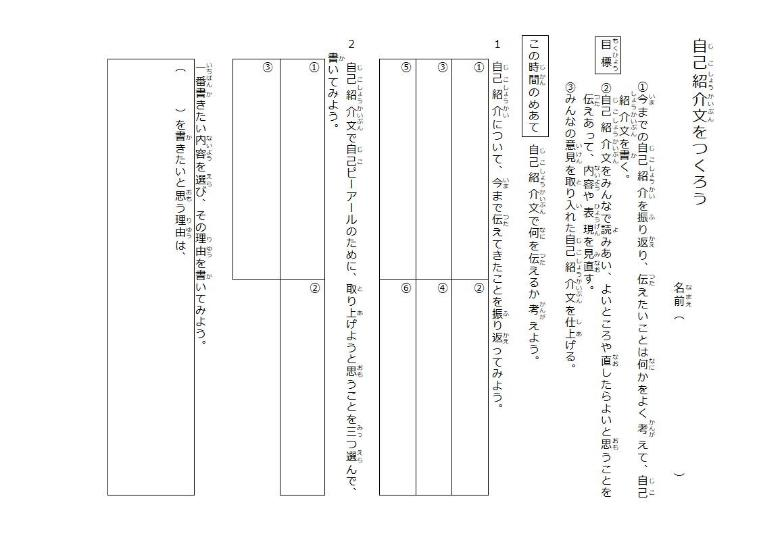 自己紹介文をつくろう
名前（　　　　　　　　）
目標
①今までの自己紹介を振り返り、伝えたいことは何かをよく考えて、自己
紹介文を書く。
②自己紹介文をみんなで読みあい、よいところや直したらよいと思うことを
伝えあって、内容や表現を見直す。
③みんなの意見を取り入れた自己紹介文を仕上げる。
この時間のめあて　自己紹介文で何を伝えるか考えよう。
1　自己紹介について、今まで伝えてきたことを振り返ってみよう。
①
②
③
④
⑤
⑥
2　自己紹介文で自己ピーアールのために、取り上げようと思うことを三つ選んで、
書いてみよう。
①
②
③
一番書きたい内容を選び、その理由を書いてみよう。
（　　　）を書きたいと思う理由は、